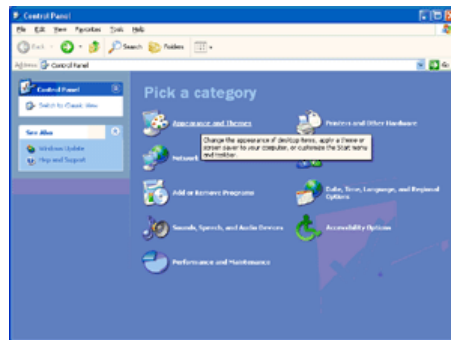 Control Panel
File Edit View Favorites Tools Help
Back Search Folders
Address Control Panel Go
Control Panel
Switch to Classic View
See Also
Windows Update
Help and Support
Pick a category
Appearance and Themes
Printers and Other Hardware
Change the appearance of desktop items, apply a theme or
screen saver to your computer, or customize the Start menu
and taskbar.
Network
Add or Remove Programs
Date, Time, Language, and Regional
Options
Sounds, Speech, and Audio Devices
Accessibility Options
Performance and Maintenance